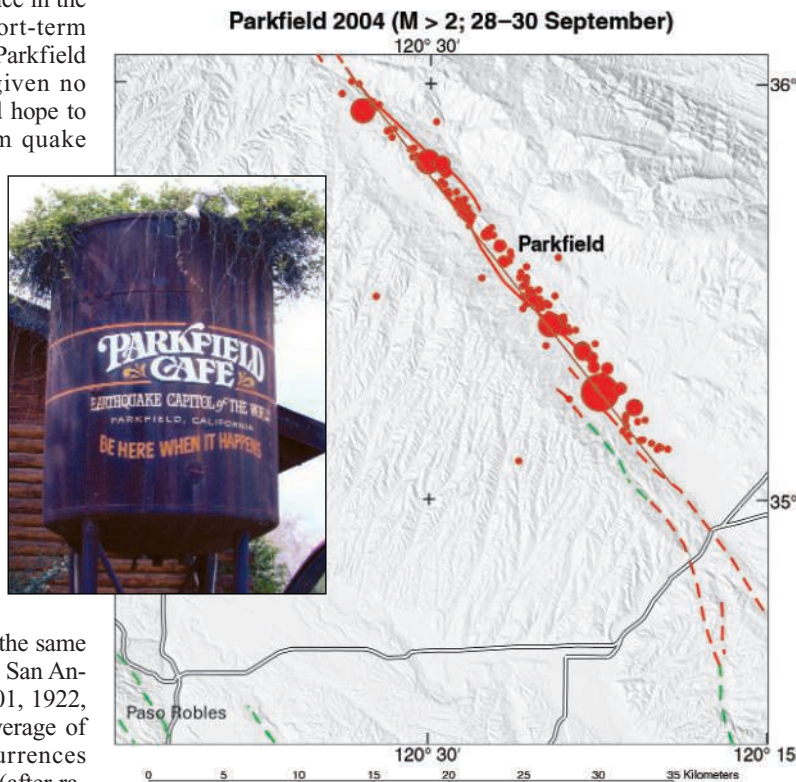 nce in the
ort-term
Parkfield
given no
d hope to
m quake
Parkfield 2004 (M > 2; 28–30 September)
120° 30'
36°
Parkfield
35°
Paso Robles
120° 30'
120° 15
0 5 10 15 20 25 30 35 Kilometers
PARKFIELD
CAFE
EARTHQUAKE CAPITOL of THE
PARKFIELD, CALIFORNIA
BE HERE WHEN IT HAPPENS
the same
San An-
01, 1922,
verage of
urrences
(after ra-